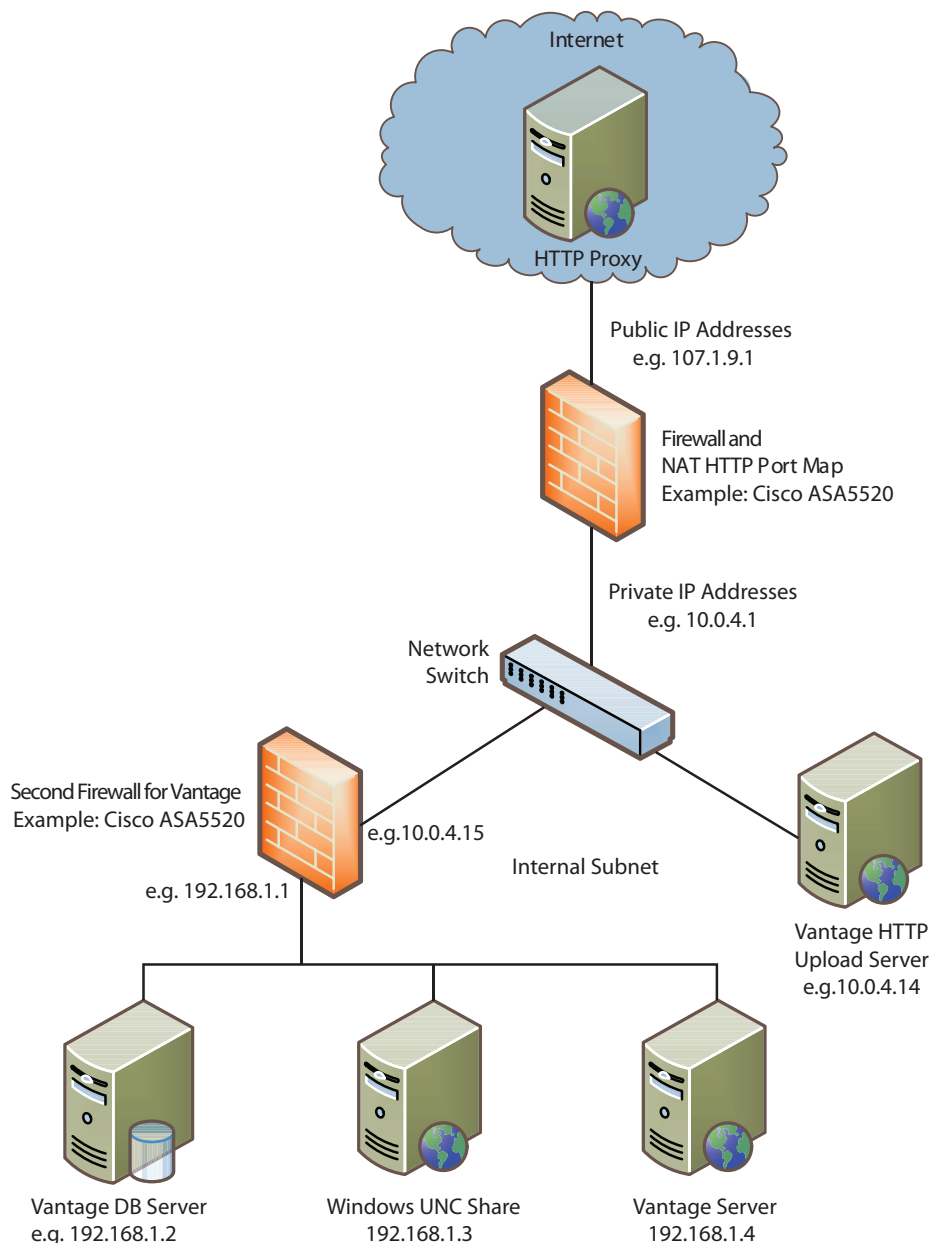 Internet
HTTP Proxy
Public IP Addresses
e.g. 107.1.9.1
Firewall and
NAT HTTP Port Map
Example: Cisco ASA5520
Private IP Addresses
e.g. 10.0.4.1
Network
Switch
Second Firewall for Vantage
Example: Cisco ASA5520
e.g.10.0.4.15
Internal Subnet
e.g. 192.168.1.1
Vantage HTTP
Upload Server
e.g.10.0.4.14
Vantage DB Server
e.g. 192.168.1.2
Windows UNC Share
192.168.1.3
Vantage Server
192.168.1.4